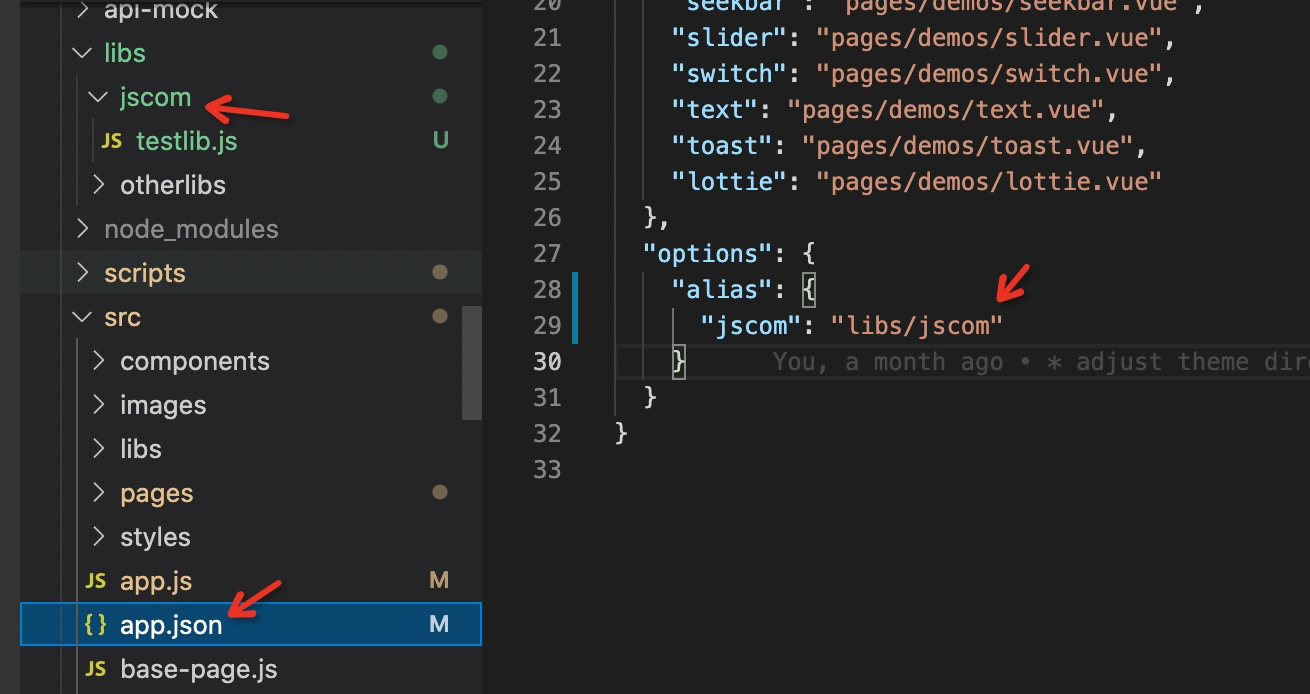 api-mock
libs
jscom
JS testlib.js U
otherlibs
node_modules
scripts
src
components
images
libs
pages
styles
JS app.js M
{} app.json M
JS base-page.js
20 "seekbar": "pages/demos/seekbar.vue",
21 "slider": "pages/demos/slider.vue",
22 "switch": "pages/demos/switch.vue",
23 "text": "pages/demos/text.vue",
24 "toast": "pages/demos/toast.vue",
25 "lottie": "pages/demos/lottie.vue"
26 },
27 "options": {
28 "alias": {
29 "jscom": "libs/jscom"
30 } You, a month ago • * adjust theme dir
31 }
32 }
33